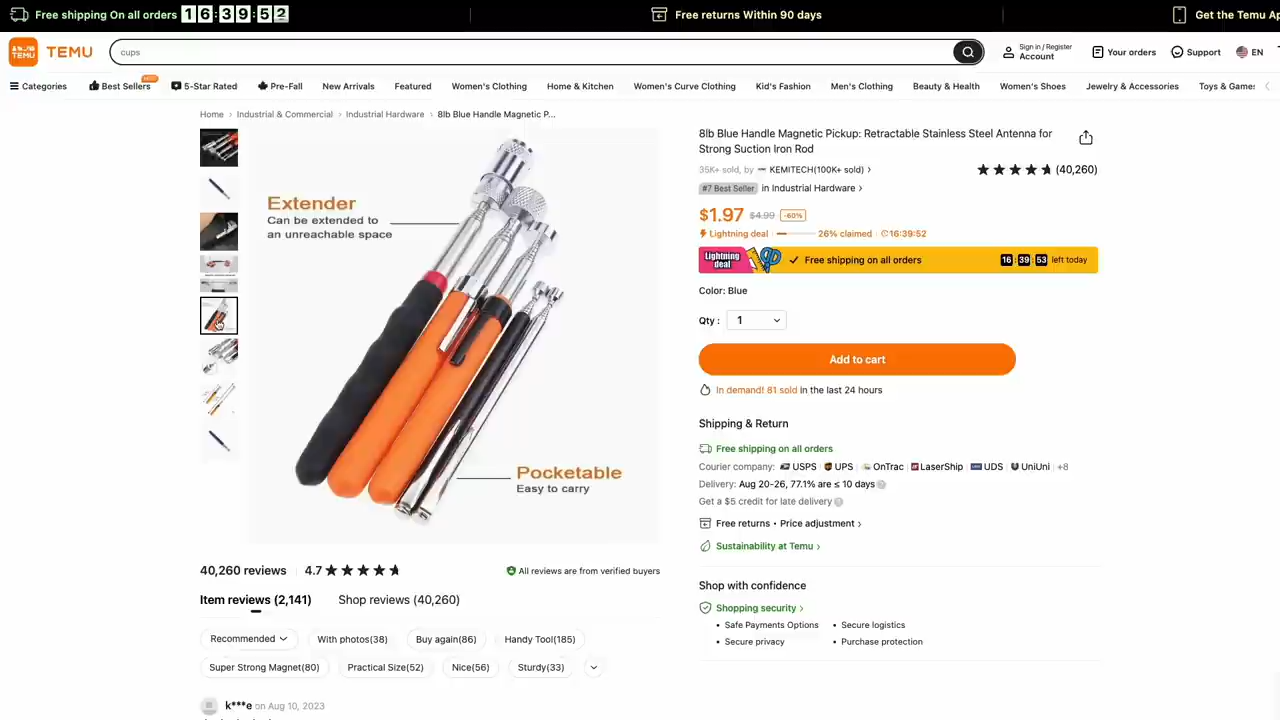 Free shipping On all orders 16:39:52
Free returns Within 90 days
Get the Temu Ap
TEMU TEMU
cups
Sign in / Register
Account
Your orders
Support
EN
Categories
Best Sellers
5-Star Rated
Pre-Fall
New Arrivals
Featured
Women's Clothing
Home & Kitchen
Women's Curve Clothing
Kid's Fashion
Men's Clothing
Beauty & Health
Women's Shoes
Jewelry & Accessories
Toys & Games
Home › Industrial & Commercial › Industrial Hardware › 8lb Blue Handle Magnetic P...
Extender
Can be extended to
an unreachable space
Pocketable
Easy to carry
8lb Blue Handle Magnetic Pickup: Retractable Stainless Steel Antenna for
Strong Suction Iron Rod
35K+ sold, by KEMITECH(100K+ sold) ›
(40,260)
#7 Best Seller in Industrial Hardware ›
$1.97 $4.99 -60%
Lightning deal 26% claimed 16:39:52
Lightning
deal
Free shipping on all orders 16:39:53 left today
Color: Blue
Qty : 1
Add to cart
In demand! 81 sold in the last 24 hours
Shipping & Return
Free shipping on all orders
Courier company: USPS UPS OnTrac LaserShip UDS UniUni +8
Delivery: Aug 20-26, 77.1% are ≤ 10 days
Get a $5 credit for late delivery
Free returns • Price adjustment ›
Sustainability at Temu ›
Shop with confidence
Shopping security ›
• Safe Payments Options • Secure logistics
• Secure privacy • Purchase protection
40,260 reviews 4.7
All reviews are from verified buyers
Item reviews (2,141) Shop reviews (40,260)
Recommended With photos(38) Buy again(86) Handy Tool(185)
Super Strong Magnet(80) Practical Size(52) Nice(56) Sturdy(33)
k***e on Aug 10, 2023